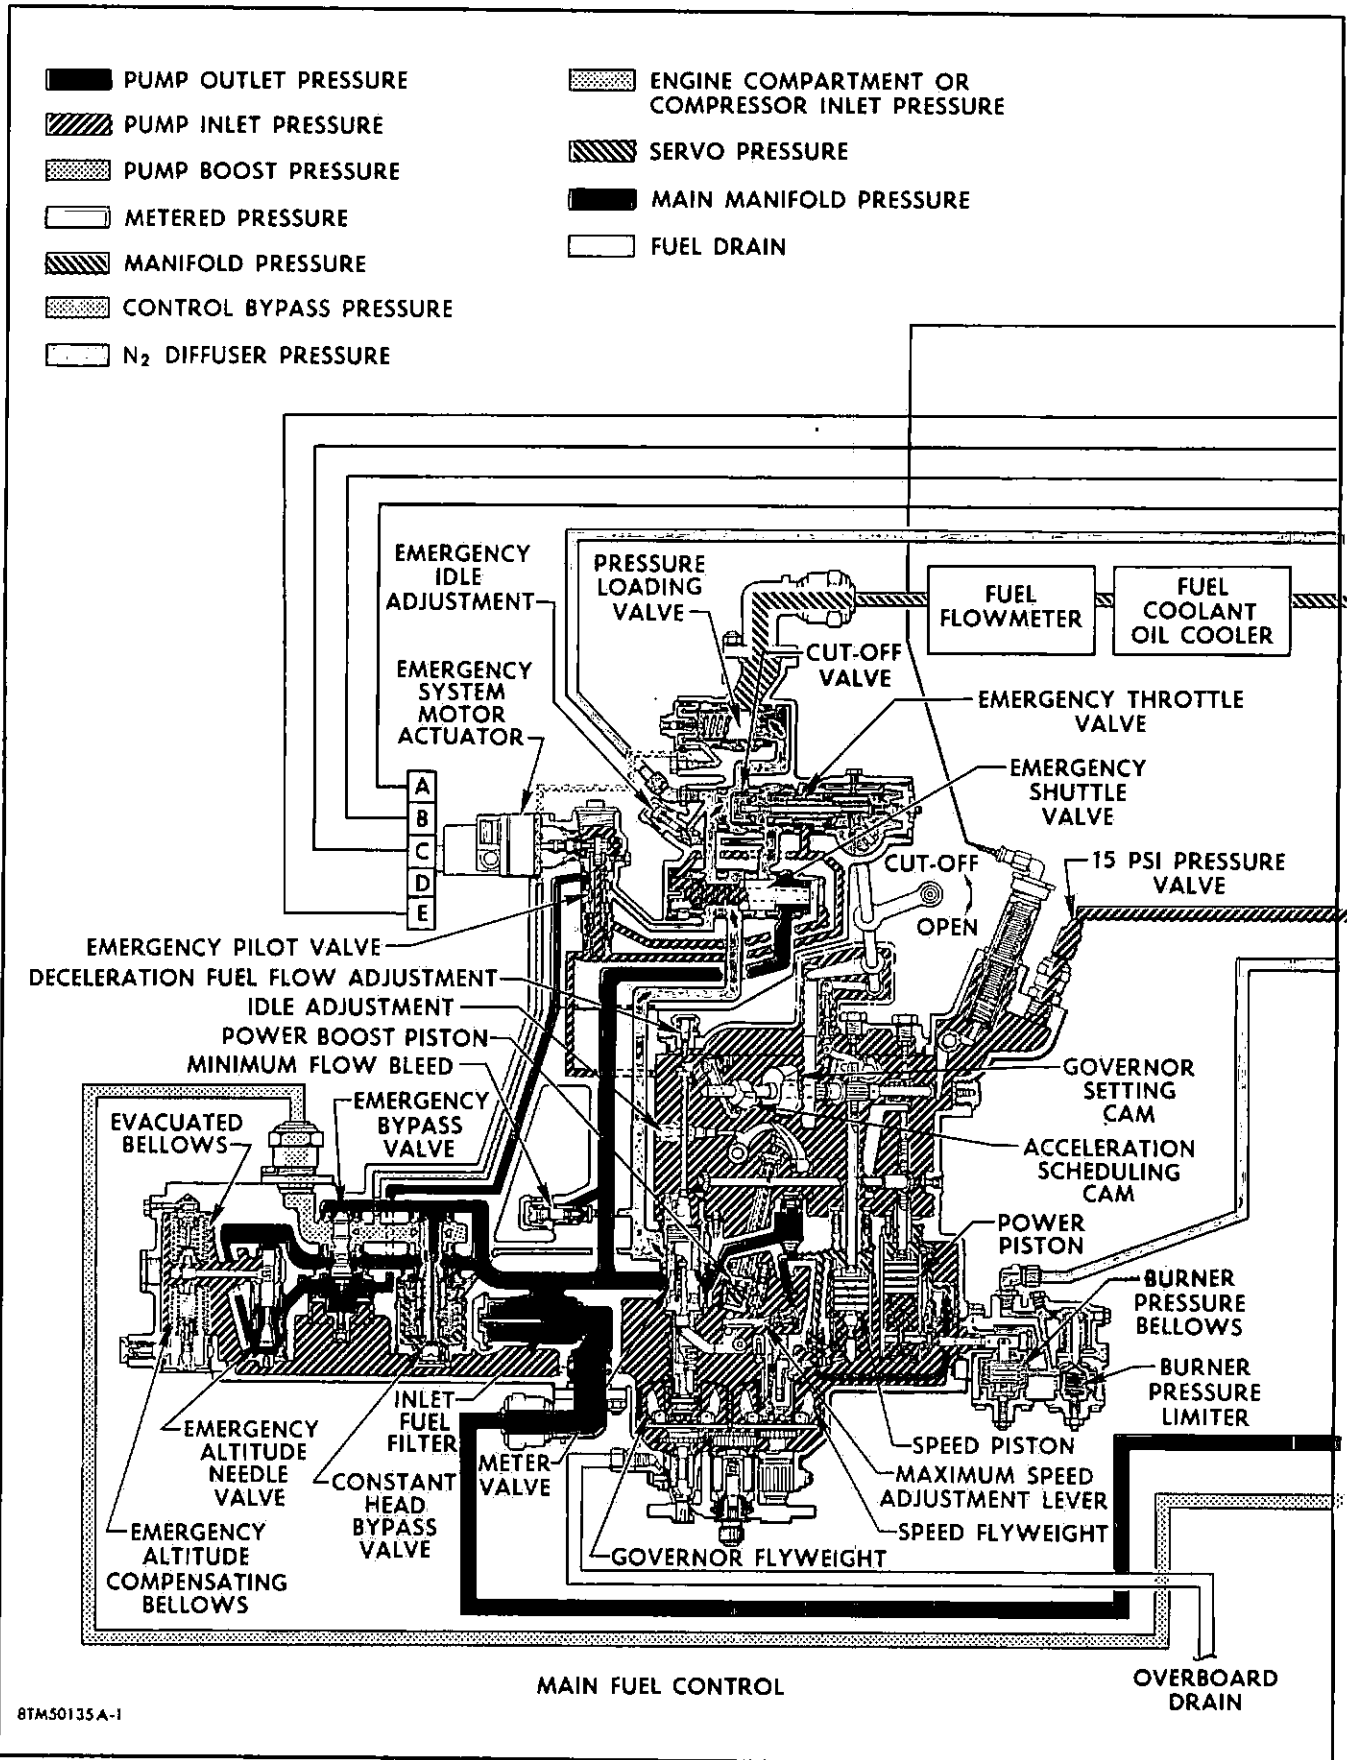 PUMP OUTLET PRESSURE
PUMP INLET PRESSURE
PUMP BOOST PRESSURE
METERED PRESSURE
MANIFOLD PRESSURE
CONTROL BYPASS PRESSURE
N₂ DIFFUSER PRESSURE
ENGINE COMPARTMENT OR
COMPRESSOR INLET PRESSURE
SERVO PRESSURE
MAIN MANIFOLD PRESSURE
FUEL DRAIN
EMERGENCY
IDLE
ADJUSTMENT
PRESSURE
LOADING
VALVE
FUEL
FLOWMETER
FUEL
COOLANT
OIL COOLER
CUT-OFF
VALVE
EMERGENCY
SYSTEM
MOTOR
ACTUATOR
EMERGENCY THROTTLE
VALVE
EMERGENCY
SHUTTLE
VALVE
A
B
C
D
E
CUT-OFF
OPEN
15 PSI PRESSURE
VALVE
EMERGENCY PILOT VALVE
DECELERATION FUEL FLOW ADJUSTMENT
IDLE ADJUSTMENT
POWER BOOST PISTON
MINIMUM FLOW BLEED
EVACUATED
BELLOWS
EMERGENCY
BYPASS
VALVE
GOVERNOR
SETTING
CAM
ACCELERATION
SCHEDULING
CAM
POWER
PISTON
BURNER
PRESSURE
BELLOWS
BURNER
PRESSURE
LIMITER
INLET
FUEL
FILTER
EMERGENCY
ALTITUDE
NEEDLE
VALVE
METER
VALVE
CONSTANT
HEAD
BYPASS
VALVE
SPEED PISTON
MAXIMUM SPEED
ADJUSTMENT LEVER
SPEED FLYWEIGHT
EMERGENCY
ALTITUDE
COMPENSATING
BELLOWS
GOVERNOR FLYWEIGHT
MAIN FUEL CONTROL
OVERBOARD
DRAIN
8TM50135A-1